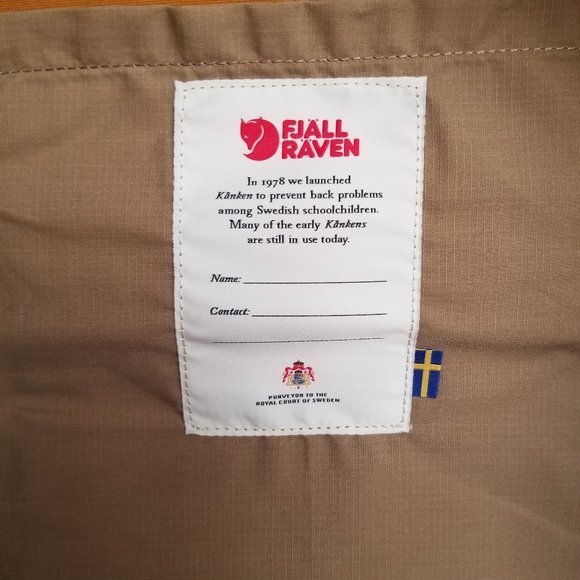 FJÄLL
RÄVEN
In 1978 we launched
Kånken to prevent back problems
among Swedish schoolchildren.
Many of the early Kånkens
are still in use today.
Name:
Contact:
PURVEYOR TO THE
ROYAL COURT OF SWEDEN